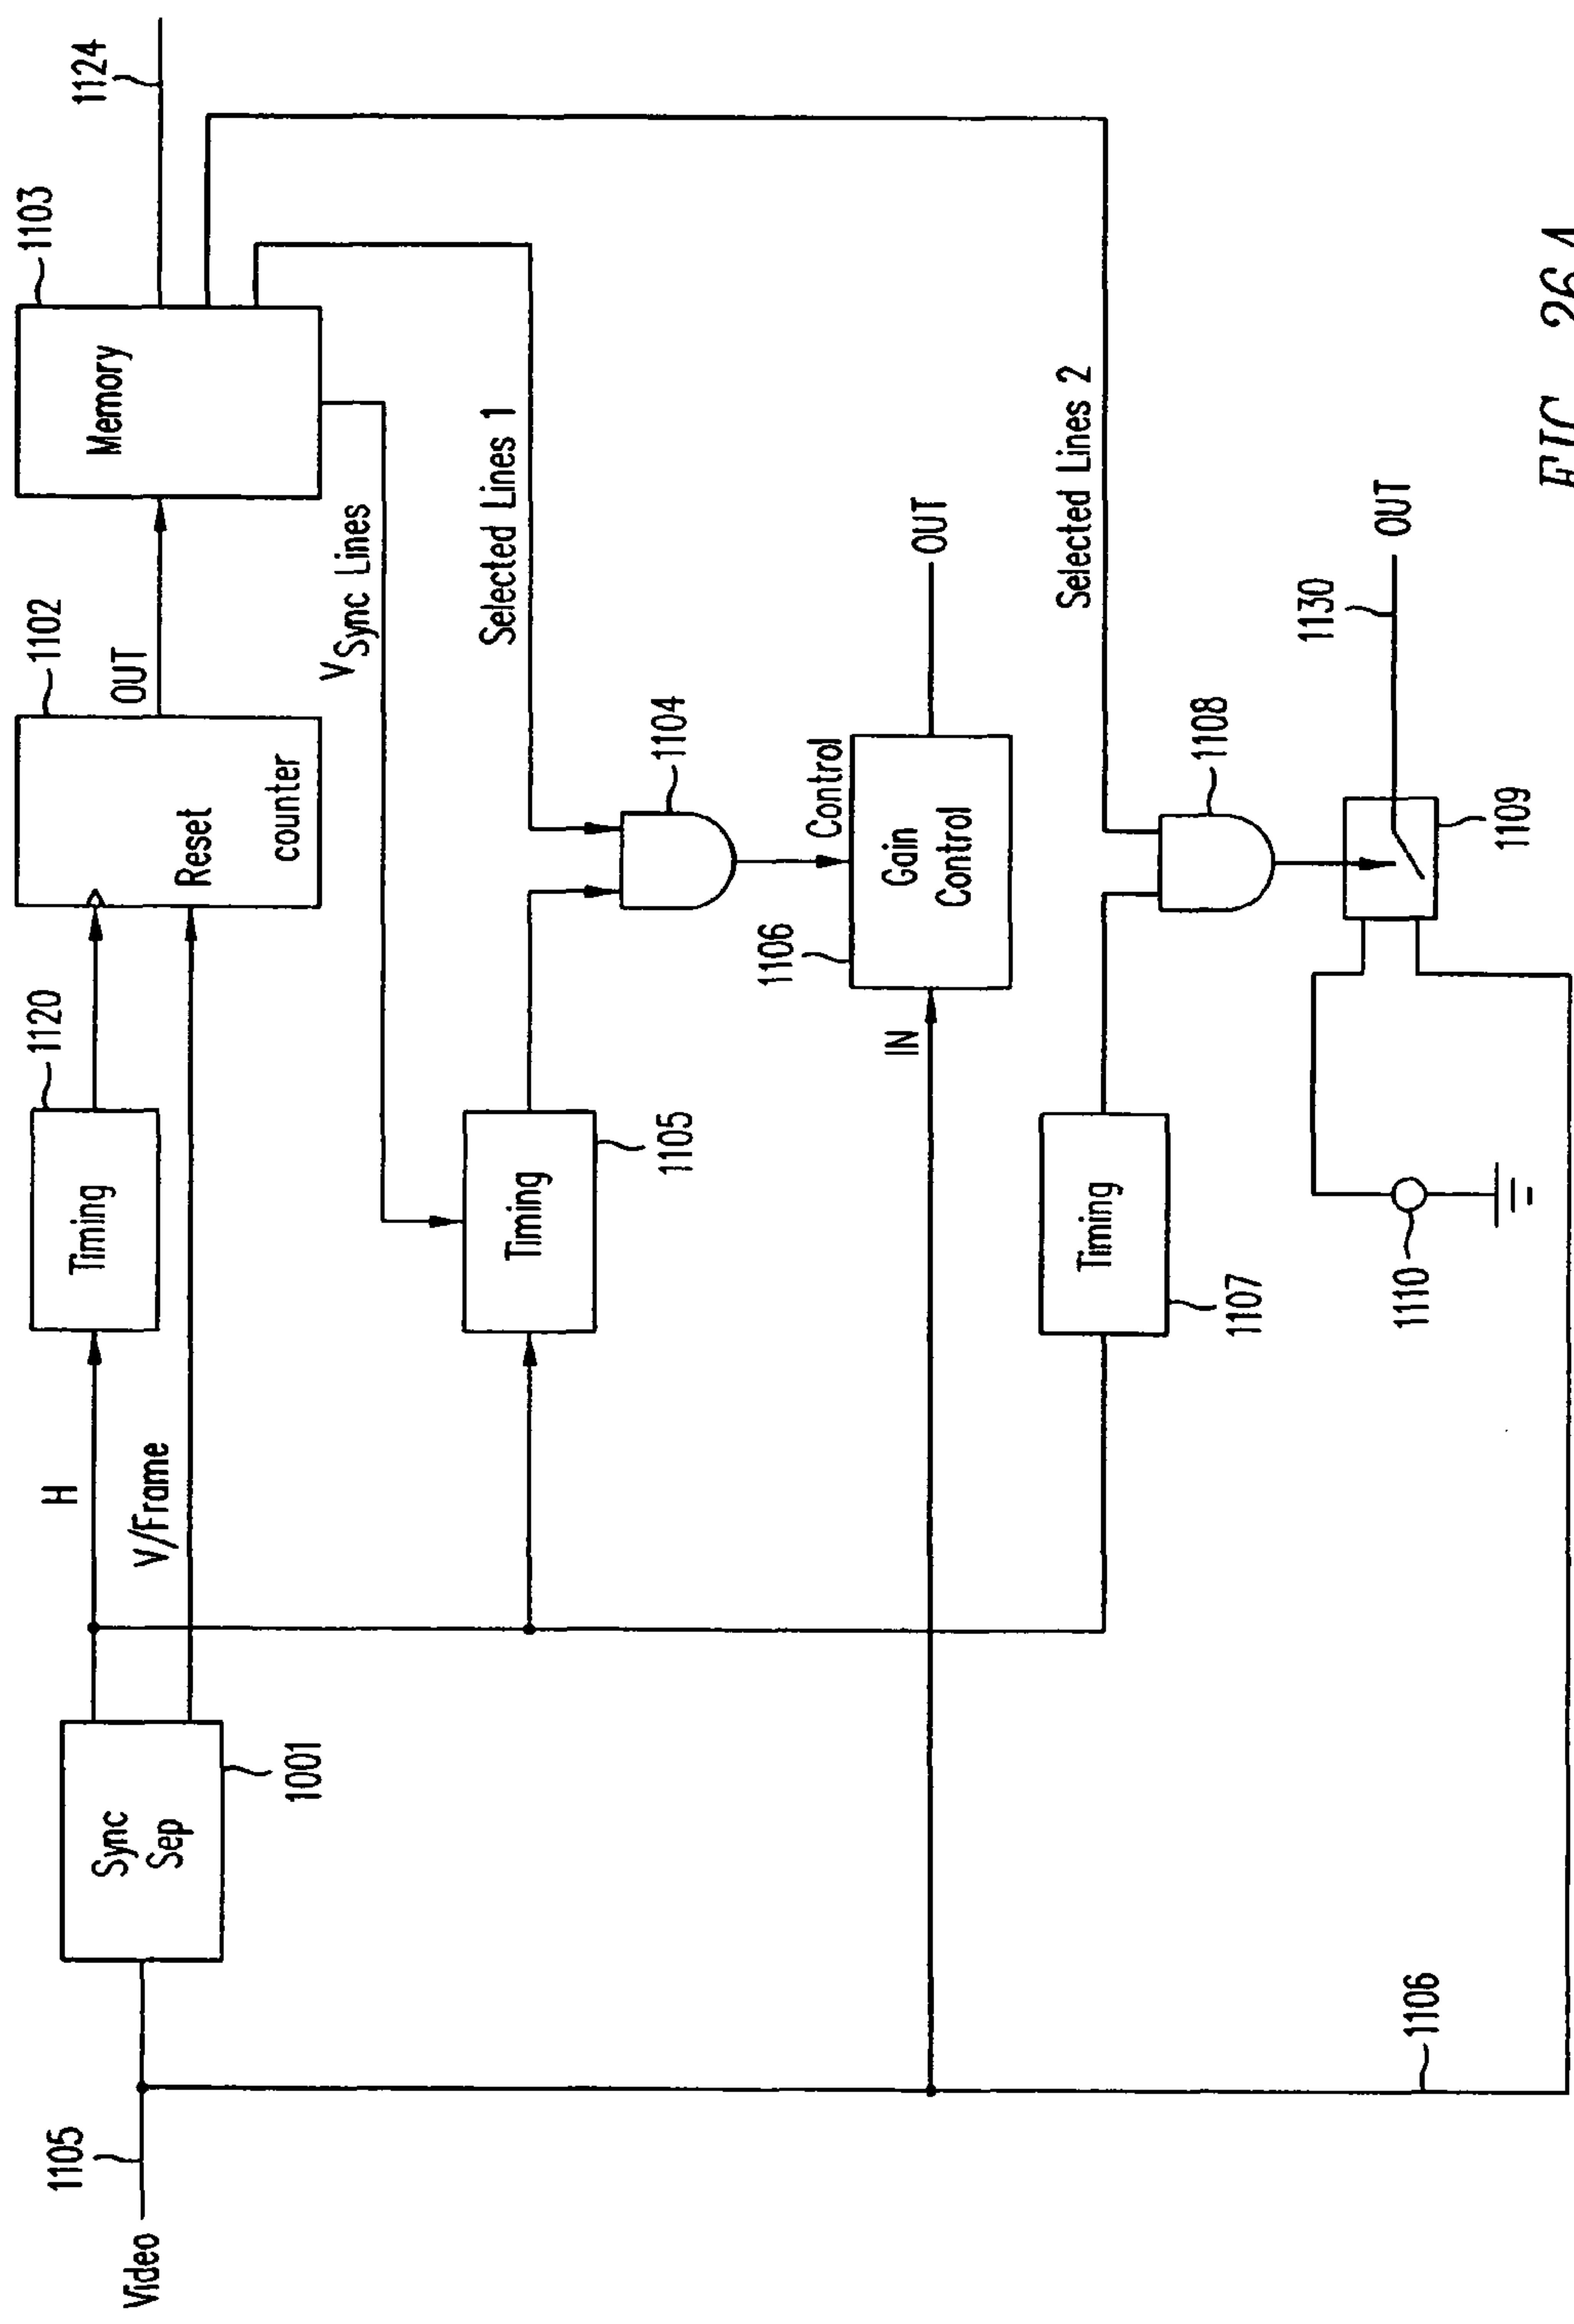 Video
1105
Sync
Sep
1001
H
V/Frame
Timing
1120
Reset
counter
1102
OUT
Memory
1103
1124
VSync Lines
Timing
1105
Selected Lines 1
1104
Control
Gain
Control
1106
IN
OUT
Selected Lines 2
Timing
1107
1108
1109
1110
1130
OUT
1106
FIG. 26A